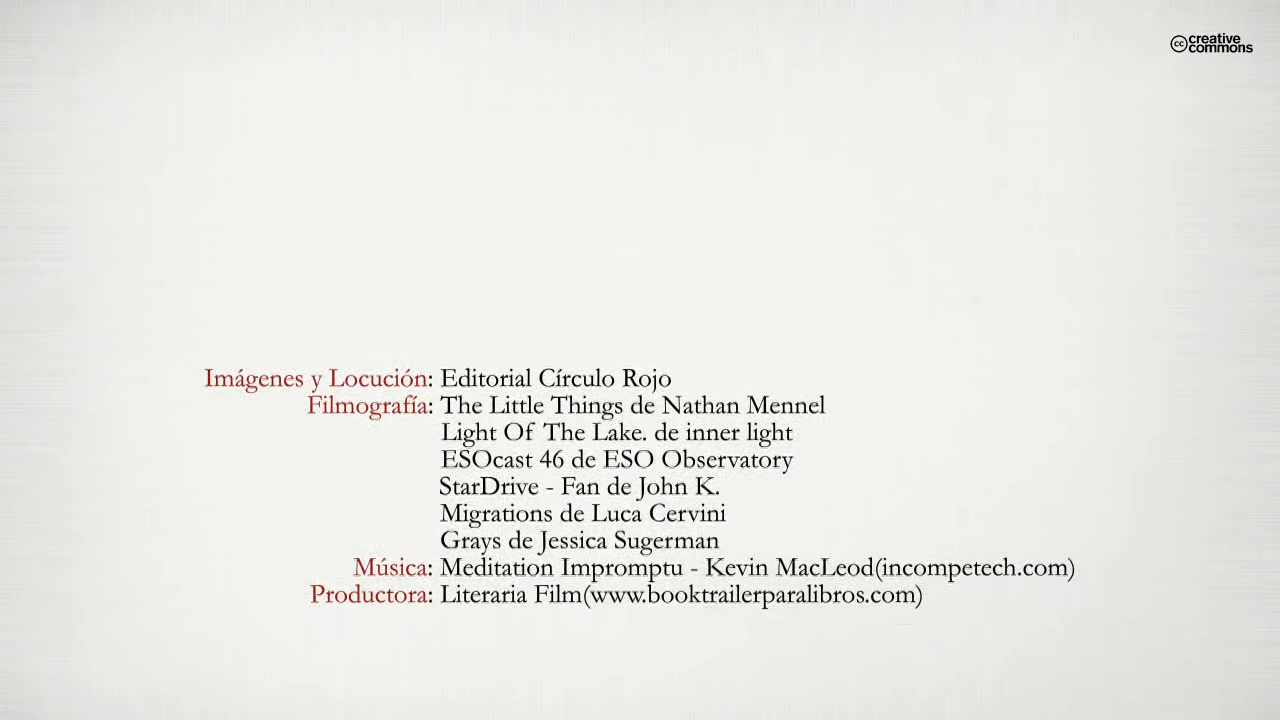 cc creative
commons
Imágenes y Locución: Editorial Círculo Rojo
Filmografía: The Little Things de Nathan Mennel
Light Of The Lake. de inner light
ESOcast 46 de ESO Observatory
StarDrive - Fan de John K.
Migrations de Luca Cervini
Grays de Jessica Sugerman
Música: Meditation Impromptu - Kevin MacLeod(incompetech.com)
Productora: Literaria Film(www.booktrailerparalibros.com)